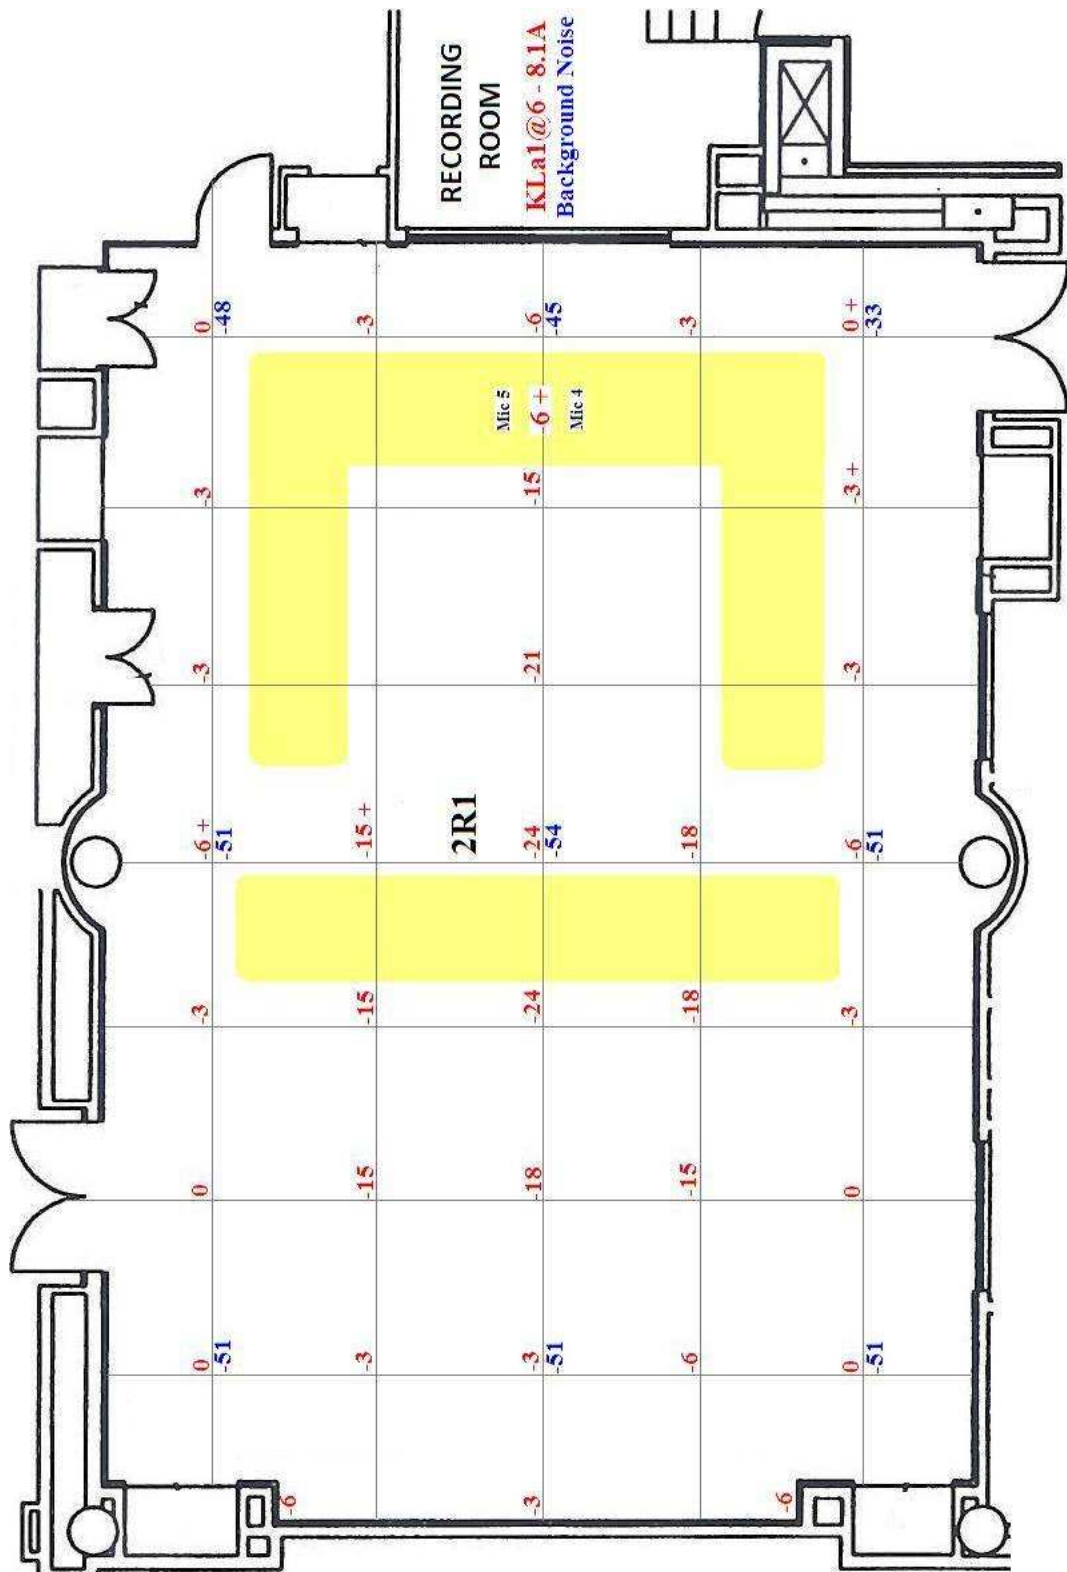 0 0 -3 -6 + -3 -3 0
-51 -51 -48
-6
-3 -15 -15 -15 + -3
RECORDING
ROOM
2R1
Mic 5
-3 -3 -18 -24 -24 -21 -15 -6 + -6
-51 -54 -45
Mic 4
KLa1@6 - 8.1A
Background Noise
-6 -15 -18 -18 -3
-6
0 0 -3 -6 -3 -3 + 0 +
-51 -51 -33